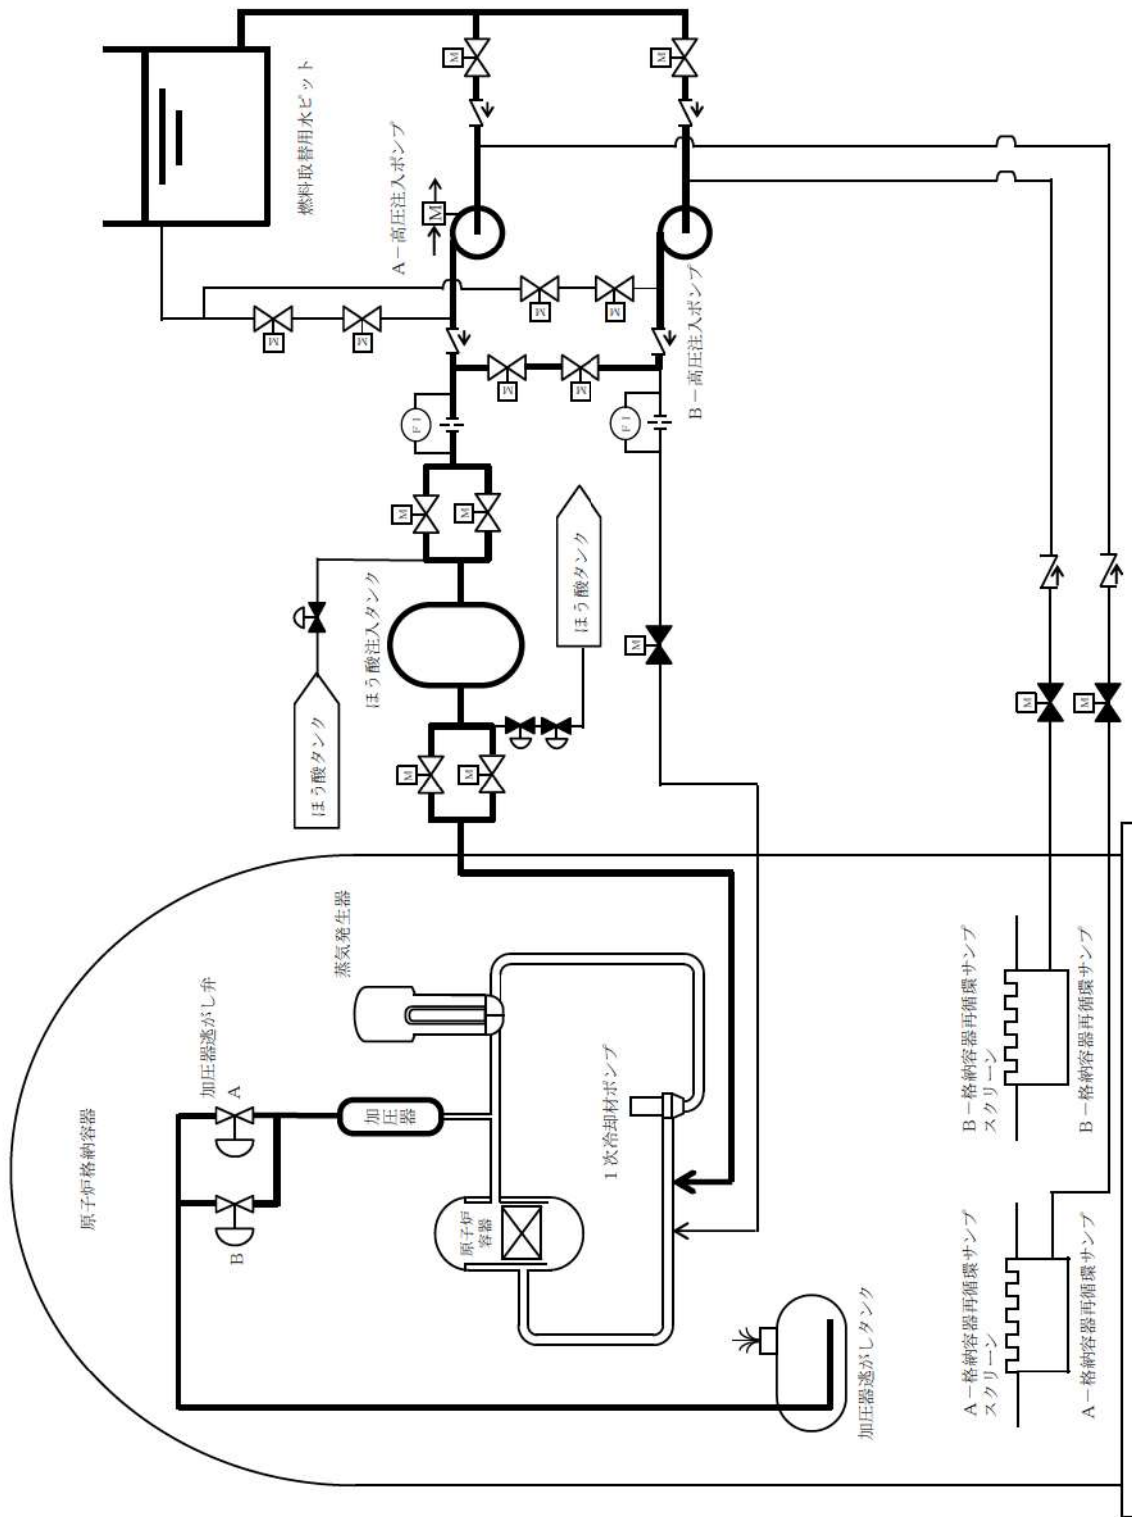 原子炉格納容器
加圧器逃がし弁
A
B
加圧器
蒸気発生器
原子炉
容器
1次冷却材ポンプ
加圧器逃がしタンク
A－格納容器再循環サンプ
スクリーン
A－格納容器再循環サンプ
B－格納容器再循環サンプ
スクリーン
B－格納容器再循環サンプ
ほう酸タンク
ほう酸注入タンク
ほう酸タンク
M
M
M
M
M
M
M
FI
FI
M
M
M
M
M
M
A－高圧注入ポンプ
M
B－高圧注入ポンプ
M
M
燃料取替用水ピット